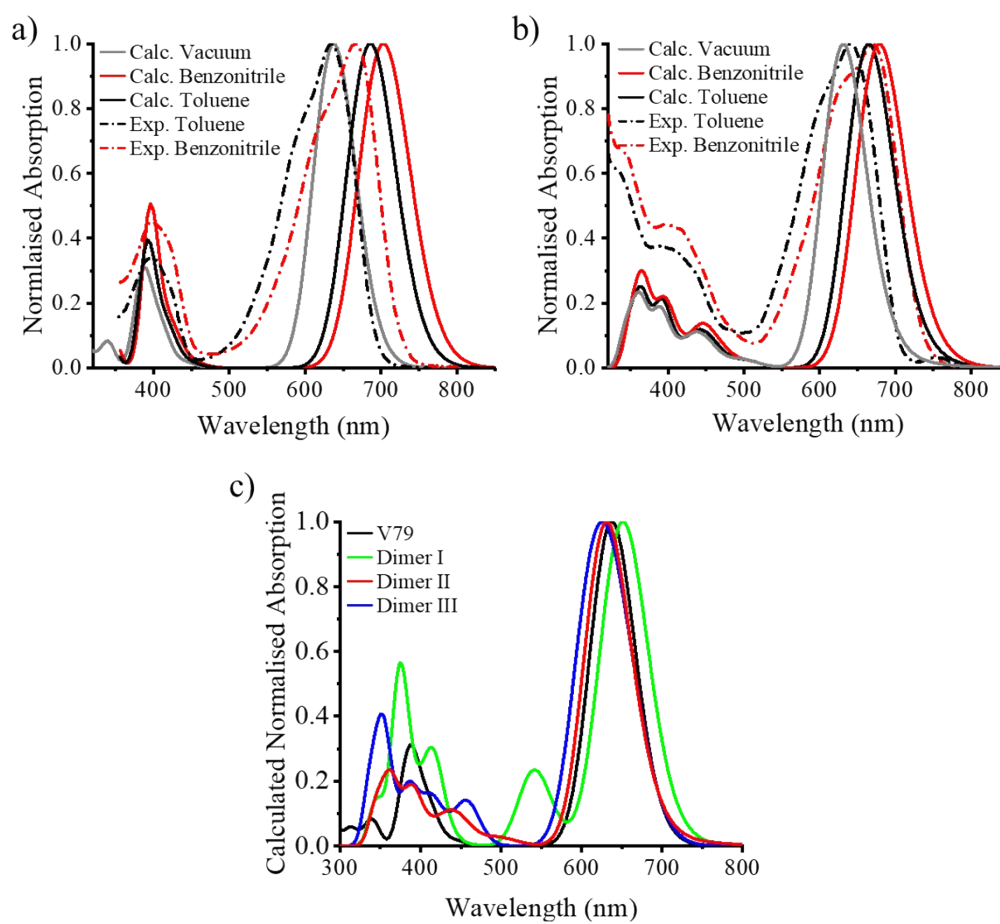 a)
Normlaised Absorption
1.0
0.8
0.6
0.4
0.2
0.0
Calc. Vacuum
Calc. Benzonitrile
Calc. Toluene
Exp. Toluene
Exp. Benzonitrile
400 500 600 700 800
Wavelength (nm)
b)
Normalised Absorption
1.0
0.8
0.6
0.4
0.2
0.0
Calc. Vacuum
Calc. Benzonitrile
Calc. Toluene
Exp. Toluene
Exp. Benzonitrile
400 500 600 700 800
Wavelength (nm)
c)
Calculated Normalised Absorption
1.0
0.8
0.6
0.4
0.2
0.0
V79
Dimer I
Dimer II
Dimer III
300 400 500 600 700 800
Wavelength (nm)